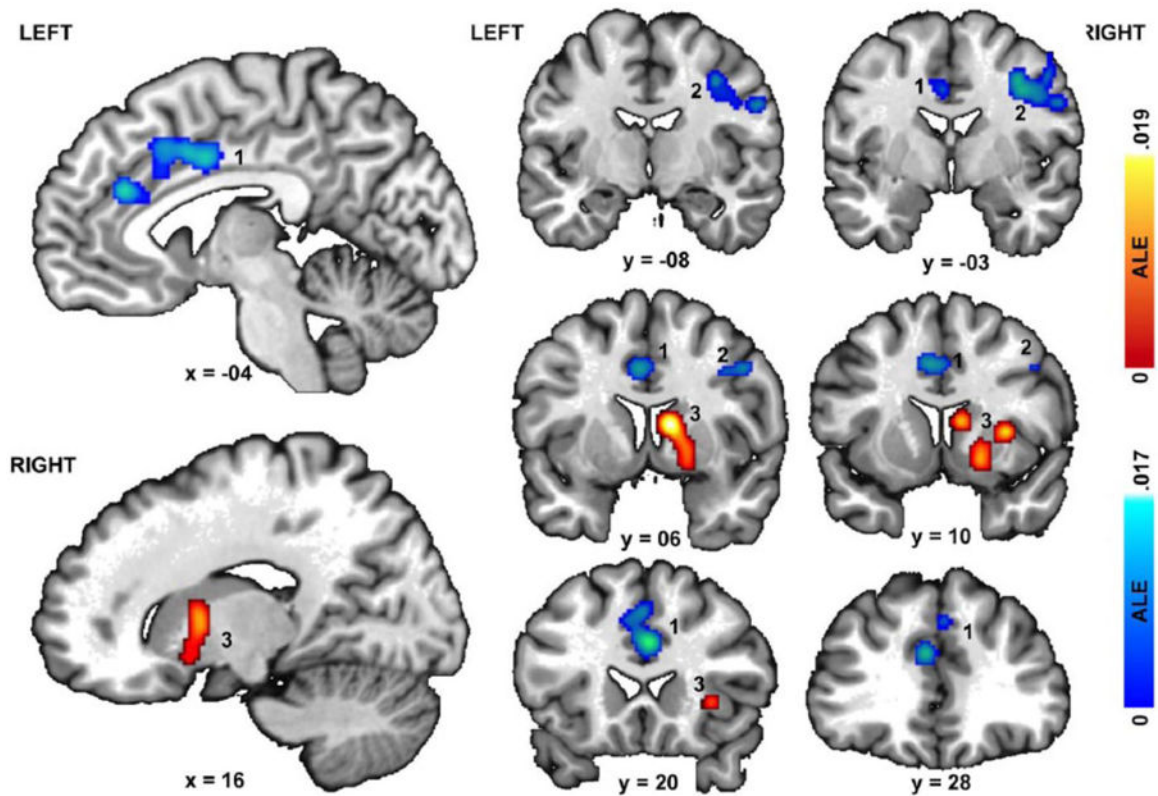 LEFT
1
x = -04
RIGHT
3
x = 16
LEFT
2
y = -08
RIGHT
1
2
y = -03
1
2
3
y = 06
1
2
3
y = 10
1
3
y = 20
1
y = 28
.019
ALE
0
.017
ALE
0